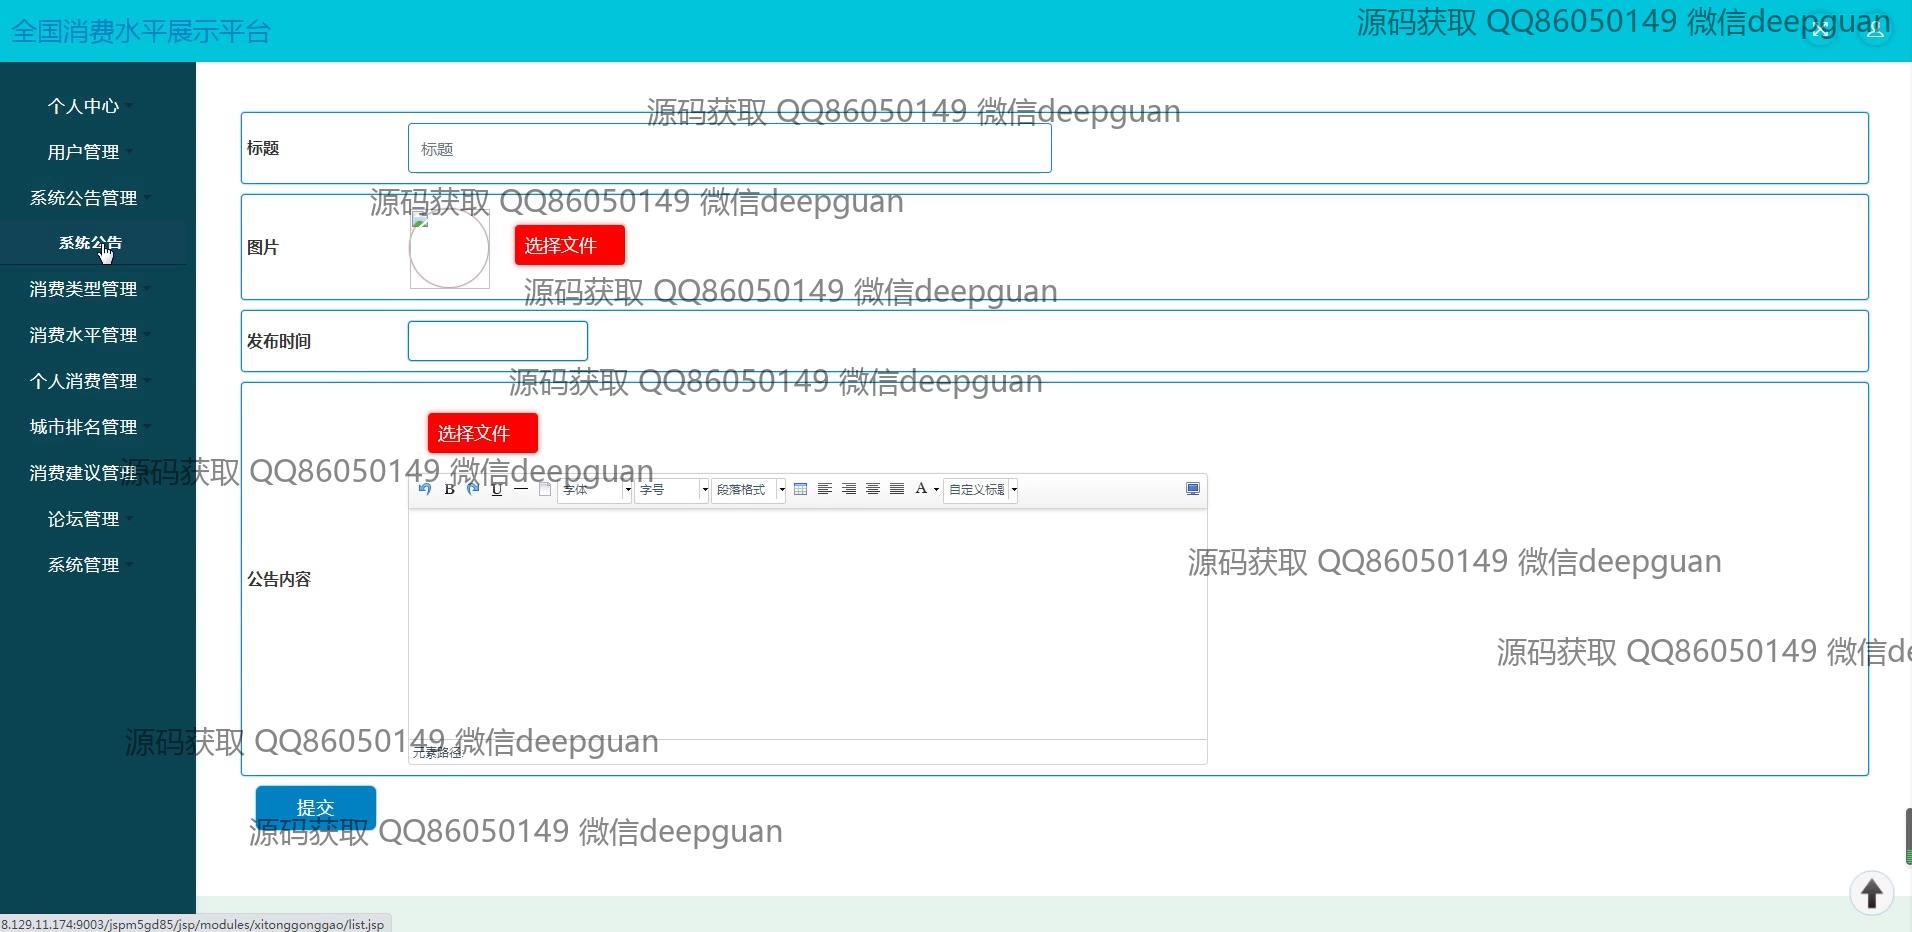 全国消费水平展示平台
源码获取 QQ86050149 微信deepguan
个人中心
用户管理
系统公告管理
系统公告
消费类型管理
消费水平管理
个人消费管理
城市排名管理
消费建议管理
论坛管理
系统管理
源码获取 QQ86050149 微信deepguan
标题
标题
源码获取 QQ86050149 微信deepguan
图片
选择文件
源码获取 QQ86050149 微信deepguan
发布时间
源码获取 QQ86050149 微信deepguan
选择文件
源码获取 QQ86050149 微信deepguan
B U 字体 字号 段落格式 A 自定义标题
源码获取 QQ86050149 微信deepguan
公告内容
源码获取 QQ86050149 微信de
源码获取 QQ86050149 微信deepguan
元素路径:
提交
源码获取 QQ86050149 微信deepguan
8.129.11.174:9003/jspm5gd85/jsp/modules/xitonggonggao/list.jsp